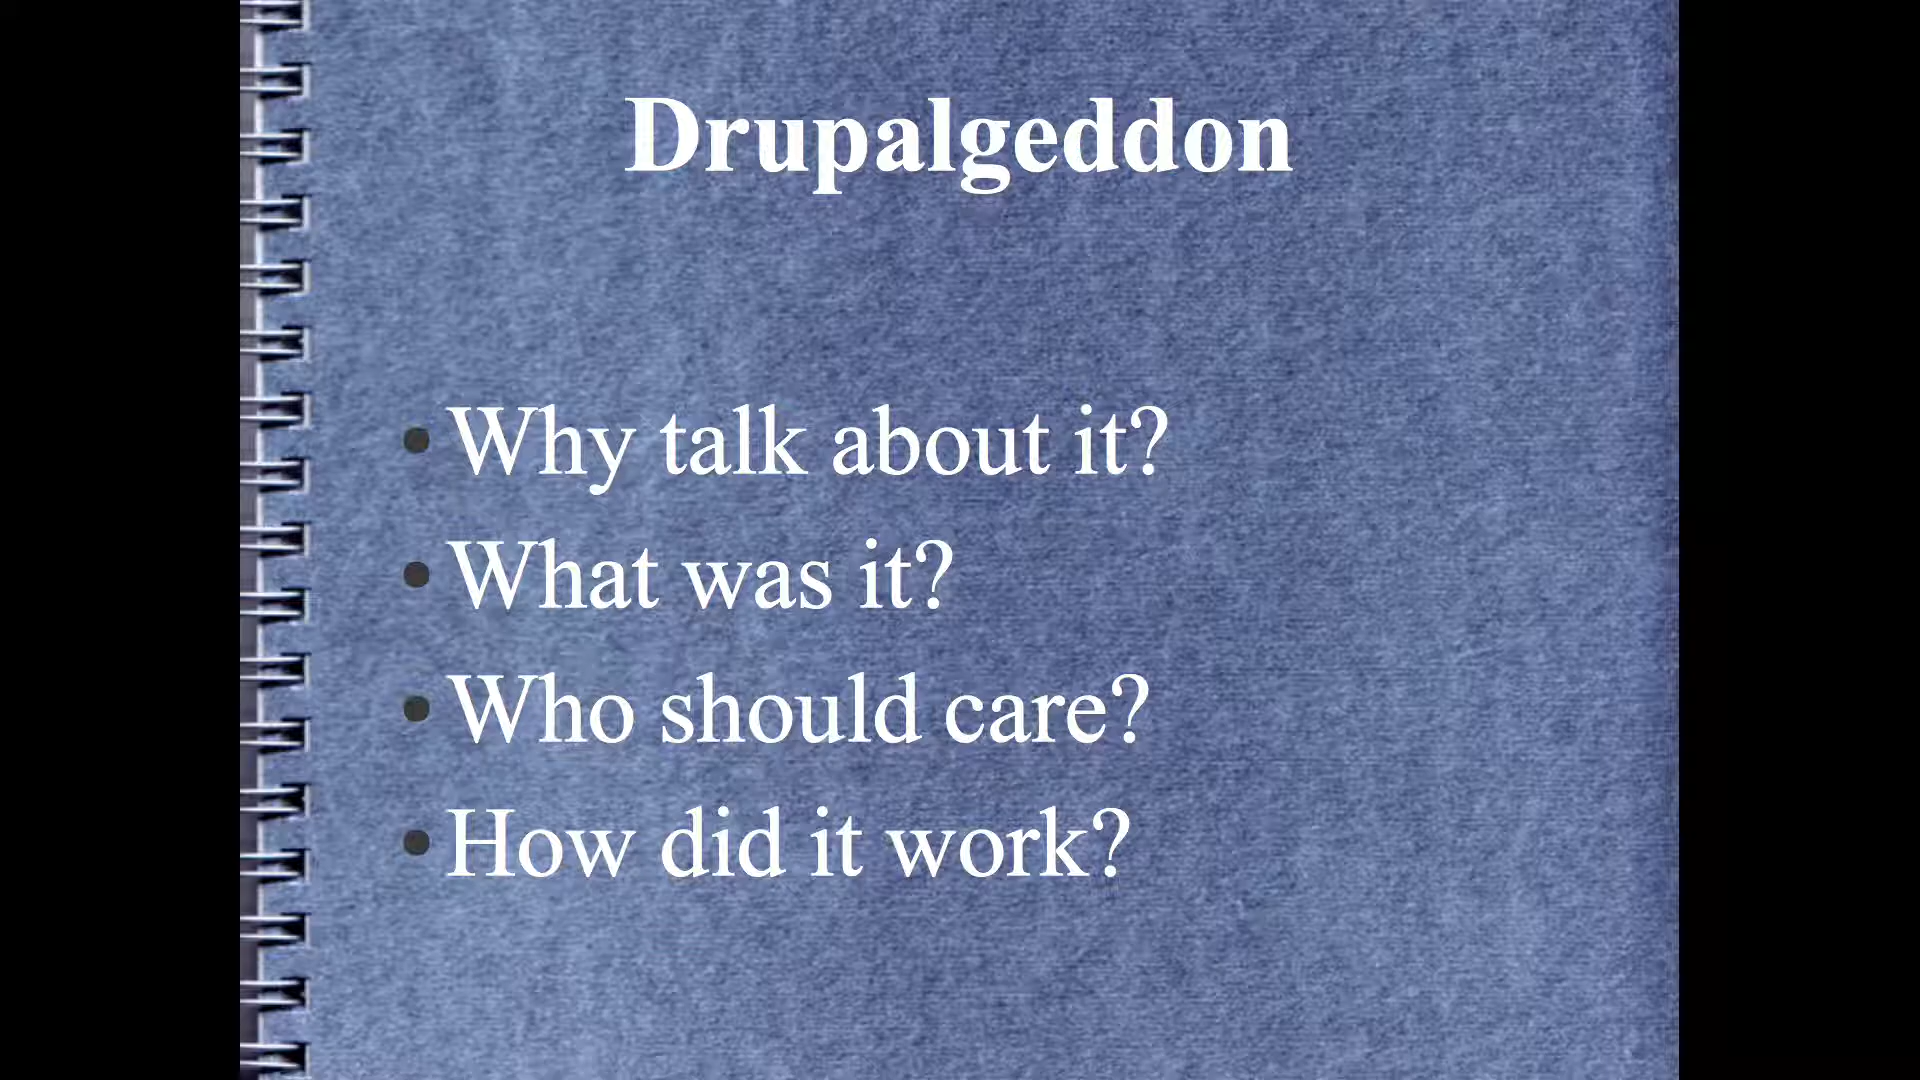 Drupalgeddon
• Why talk about it?
• What was it?
• Who should care?
• How did it work?